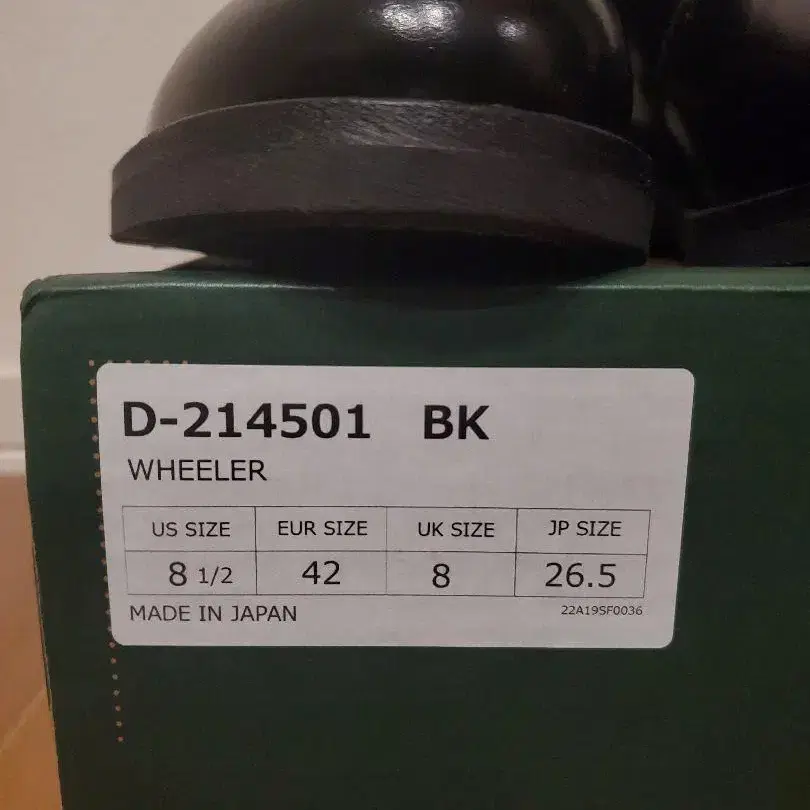 D-214501 BK
WHEELER
US SIZE EUR SIZE UK SIZE JP SIZE
8 1/2 42 8 26.5
MADE IN JAPAN 22A19SF0036